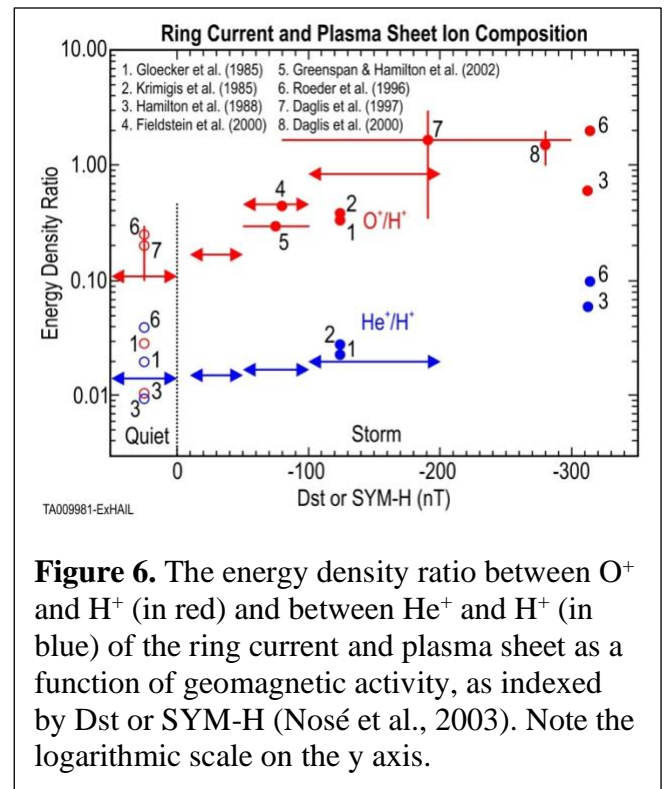 Ring Current and Plasma Sheet Ion Composition
10.00
1. Gloecker et al. (1985) 5. Greenspan & Hamilton et al. (2002)
2. Krimigis et al. (1985) 6. Roeder et al. (1996)
3. Hamilton et al. (1988) 7. Daglis et al. (1997)
4. Fieldstein et al. (2000) 8. Daglis et al. (2000)
7
6
8
1.00
3
4
2
O⁺/H⁺
1
5
6
7
Energy Density Ratio
0.10
6
3
He⁺/H⁺
6
2
1
1
1
0.01
3
3
Quiet
Storm
0 -100 -200 -300
Dst or SYM-H (nT)
TA009981-ExHAIL
Figure 6. The energy density ratio between O⁺
and H⁺ (in red) and between He⁺ and H⁺ (in
blue) of the ring current and plasma sheet as a
function of geomagnetic activity, as indexed
by Dst or SYM-H (Nosé et al., 2003). Note the
logarithmic scale on the y axis.